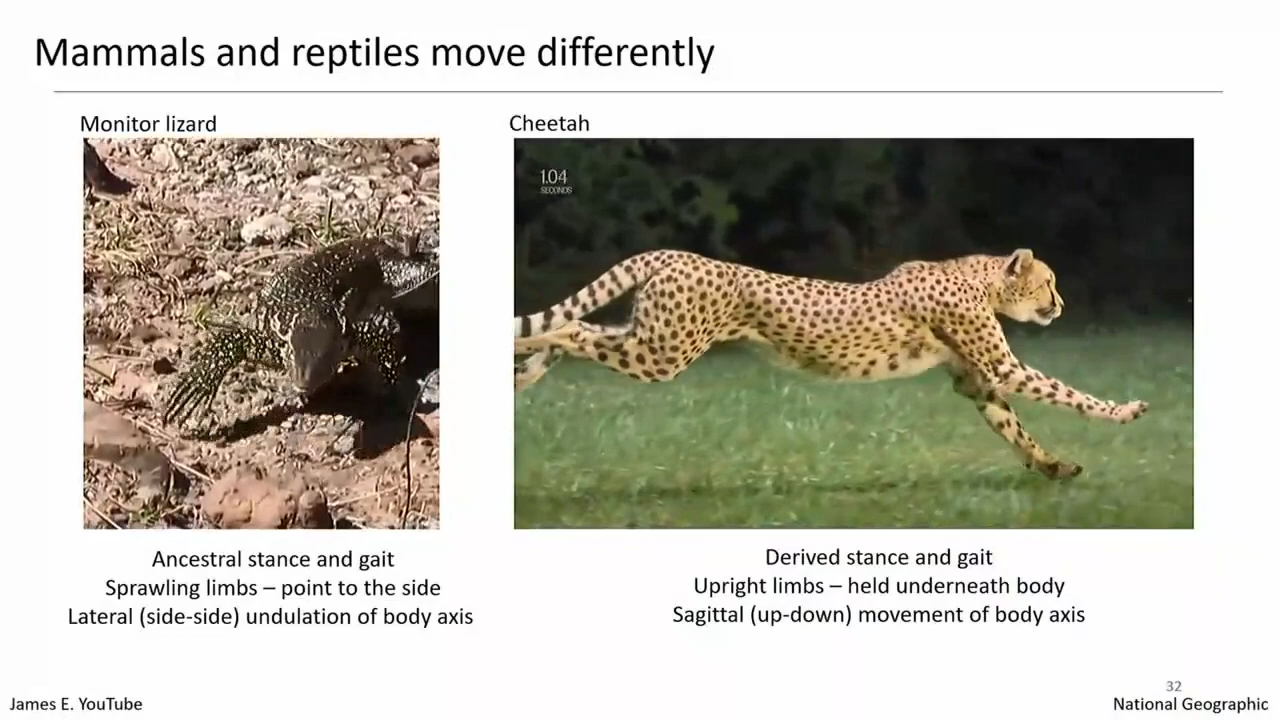 Mammals and reptiles move differently
Monitor lizard
Cheetah
1.04
SECONDS
Ancestral stance and gait
Sprawling limbs – point to the side
Lateral (side-side) undulation of body axis
Derived stance and gait
Upright limbs – held underneath body
Sagittal (up-down) movement of body axis
32
James E. YouTube
National Geographic